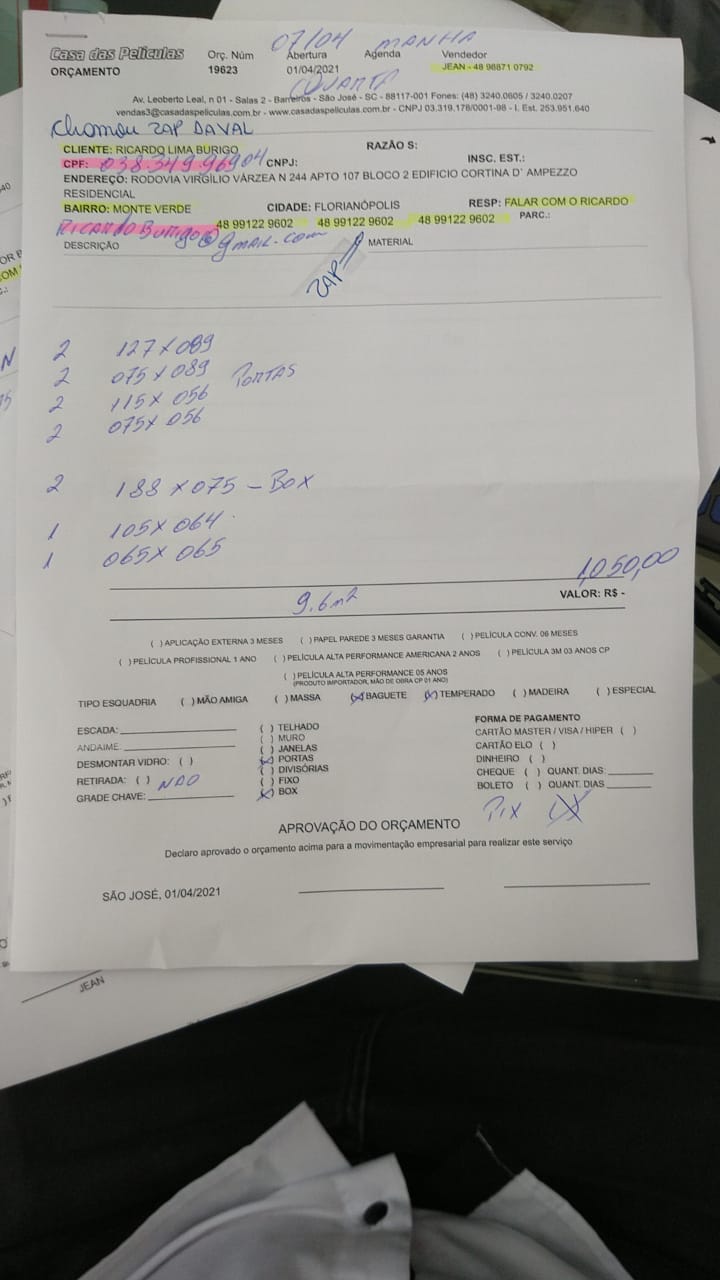 07/04 MANHA
Casa das Películas Orç. Núm Abertura Agenda Vendedor
ORÇAMENTO 19623 01/04/2021 JEAN - 48 98871 0792
QUARTA
Av. Leoberto Leal, n 01 - Salas 2 - Barreiros - São José - SC - 88117-001 Fones: (48) 3240.0605 / 3240.0207
vendas3@casadaspeliculas.com.br - www.casadaspeliculas.com.br - CNPJ 03.319.178/0001-98 - I. Est. 253.951.640
Chamou ZAP DAVAL
CLIENTE: RICARDO LIMA BURIGO RAZÃO S:
CPF: 038.349.96904 CNPJ: INSC. EST.:
ENDEREÇO: RODOVIA VIRGÍLIO VÁRZEA N 244 APTO 107 BLOCO 2 EDIFICIO CORTINA D' AMPEZZO
RESIDENCIAL
BAIRRO: MONTE VERDE CIDADE: FLORIANÓPOLIS RESP: FALAR COM O RICARDO
48 99122 9602 48 99122 9602 48 99122 9602 PARC.:
Ricardo Burigo@gmail.com
DESCRIÇÃO MATERIAL
ZAP
2 127 x 089
2 075 x 089 PORTAS
2 115 x 056
2 075 x 056
2 188 x 075 - BOX
1 105 x 064
1 065 x 065
1.050,00
9.6m² VALOR: R$ -
( ) APLICAÇÃO EXTERNA 3 MESES ( ) PAPEL PAREDE 3 MESES GARANTIA ( ) PELÍCULA CONV. 06 MESES
( ) PELÍCULA PROFISSIONAL 1 ANO ( ) PELÍCULA ALTA PERFORMANCE AMERICANA 2 ANOS ( ) PELÍCULA 3M 03 ANOS CP
( ) PELÍCULA ALTA PERFORMANCE 05 ANOS
(PRODUTO IMPORTADOR, MÃO DE OBRA CP 01 ANO)
TIPO ESQUADRIA ( ) MÃO AMIGA ( ) MASSA (X) BAGUETE (X) TEMPERADO ( ) MADEIRA ( ) ESPECIAL
ESCADA: ( ) TELHADO FORMA DE PAGAMENTO
( ) MURO CARTÃO MASTER / VISA / HIPER ( )
ANDAIME: ( ) JANELAS CARTÃO ELO ( )
DESMONTAR VIDRO: ( ) (X) PORTAS DINHEIRO ( )
( ) DIVISÓRIAS CHEQUE ( ) QUANT. DIAS:
RETIRADA: ( ) NÃO ( ) FIXO BOLETO ( ) QUANT. DIAS
GRADE CHAVE: (X) BOX
PIX (X)
APROVAÇÃO DO ORÇAMENTO
Declaro aprovado o orçamento acima para a movimentação empresarial para realizar este serviço
SÃO JOSÉ, 01/04/2021
JEAN